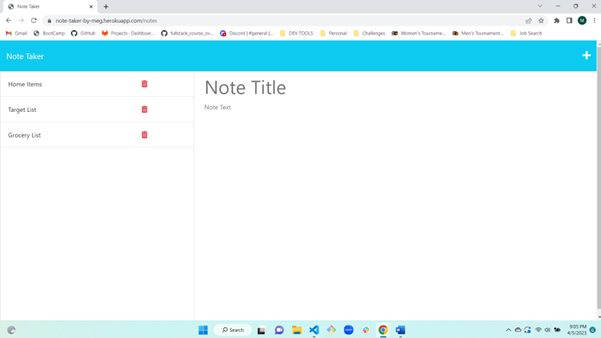 Note Taker
note-taker-by-meg.herokuapp.com/notes
M
Gmail BootCamp GitHub Projects · Dashboar... fullstack_course_ov... Discord | #general |... DEV TOOLS Personal Challenges Women's Tourname... Men's Tournament... Job Search
Note Taker
Home Items
Target List
Grocery List
Note Title
Note Text
Search
9:05 PM
4/5/2023